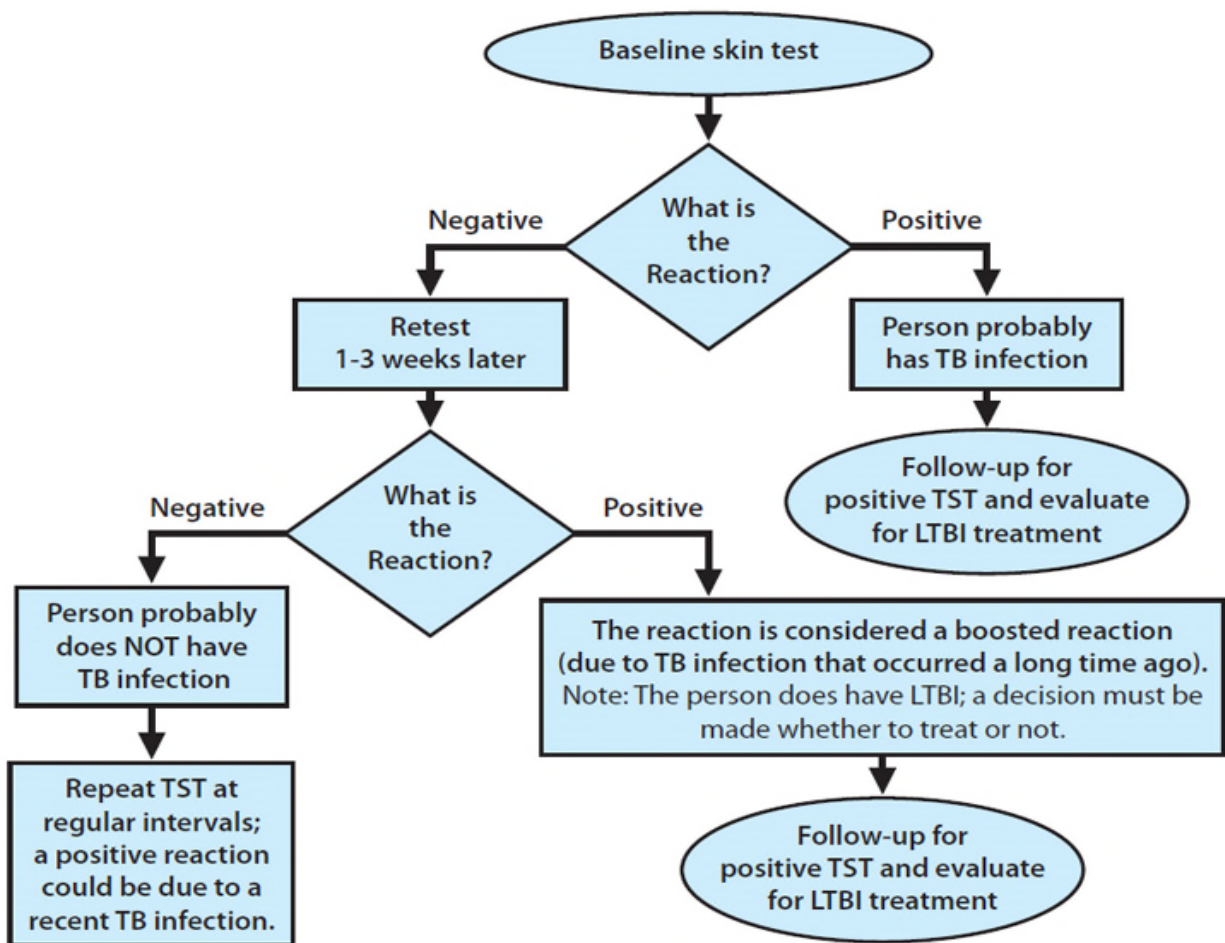 Baseline skin test
What is
the
Reaction?
Negative
Positive
Retest
1-3 weeks later
Person probably
has TB infection
Follow-up for
positive TST and evaluate
for LTBI treatment
What is
the
Reaction?
Negative
Positive
Person probably
does NOT have
TB infection
The reaction is considered a boosted reaction
(due to TB infection that occurred a long time ago).
Note: The person does have LTBI; a decision must be
made whether to treat or not.
Repeat TST at
regular intervals;
a positive reaction
could be due to a
recent TB infection.
Follow-up for
positive TST and evaluate
for LTBI treatment